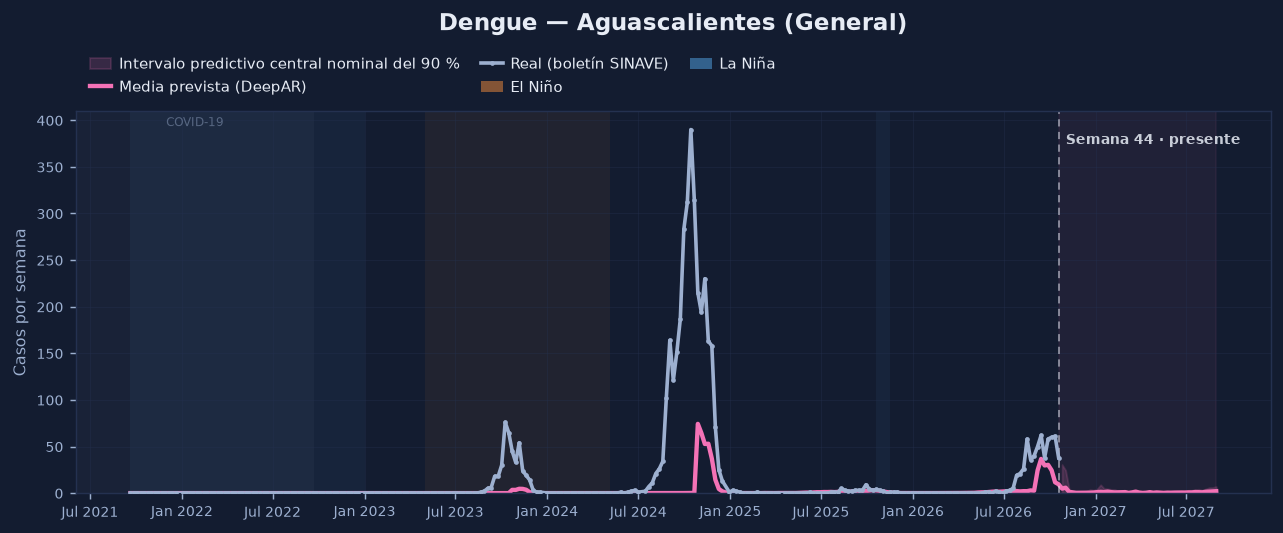 Dengue — Aguascalientes (General)
Intervalo predictivo central nominal del 90 %
Real (boletín SINAVE)
La Niña
Media prevista (DeepAR)
El Niño
COVID-19
Semana 44 · presente
Casos por semana
400
350
300
250
200
150
100
50
0
Jul 2021
Jan 2022
Jul 2022
Jan 2023
Jul 2023
Jan 2024
Jul 2024
Jan 2025
Jul 2025
Jan 2026
Jul 2026
Jan 2027
Jul 2027